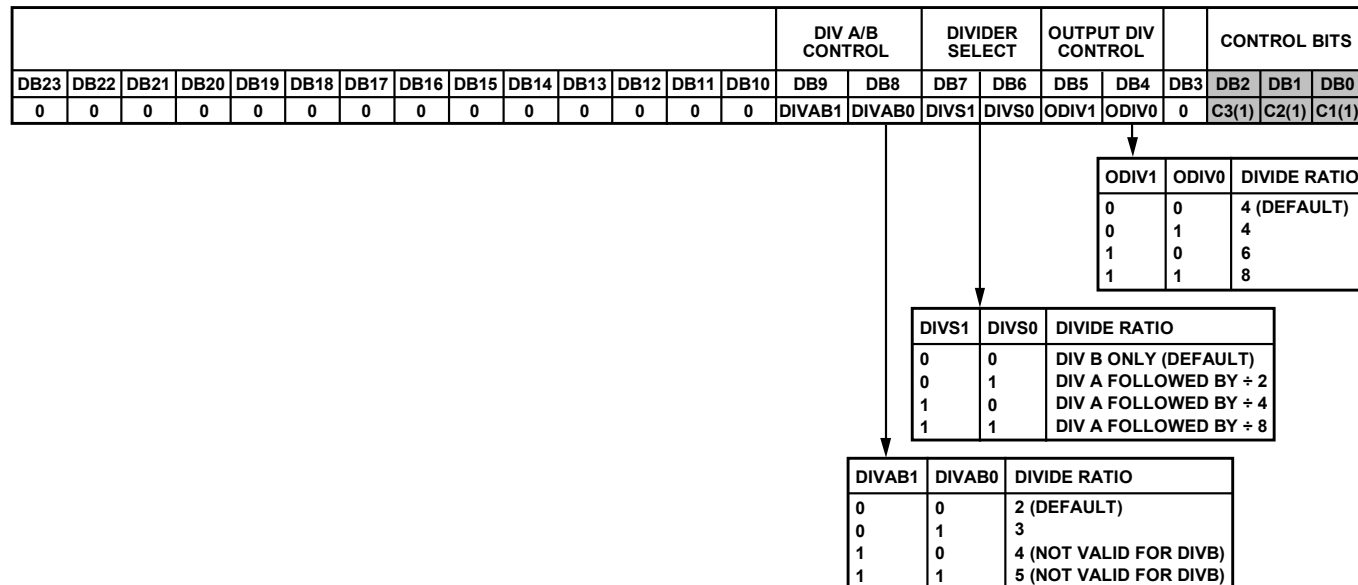 DIV A/B CONTROL DIVIDER SELECT OUTPUT DIV CONTROL CONTROL BITS
DB23 DB22 DB21 DB20 DB19 DB18 DB17 DB16 DB15 DB14 DB13 DB12 DB11 DB10 DB9 DB8 DB7 DB6 DB5 DB4 DB3 DB2 DB1 DB0
0 0 0 0 0 0 0 0 0 0 0 0 0 0 DIVAB1 DIVAB0 DIVS1 DIVS0 ODIV1 ODIV0 0 C3(1) C2(1) C1(1)
ODIV1 ODIV0 DIVIDE RATIO
0 0 4 (DEFAULT)
0 1 4
1 0 6
1 1 8
DIVS1 DIVS0 DIVIDE RATIO
0 0 DIV B ONLY (DEFAULT)
0 1 DIV A FOLLOWED BY ÷ 2
1 0 DIV A FOLLOWED BY ÷ 4
1 1 DIV A FOLLOWED BY ÷ 8
DIVAB1 DIVAB0 DIVIDE RATIO
0 0 2 (DEFAULT)
0 1 3
1 0 4 (NOT VALID FOR DIVB)
1 1 5 (NOT VALID FOR DIVB)